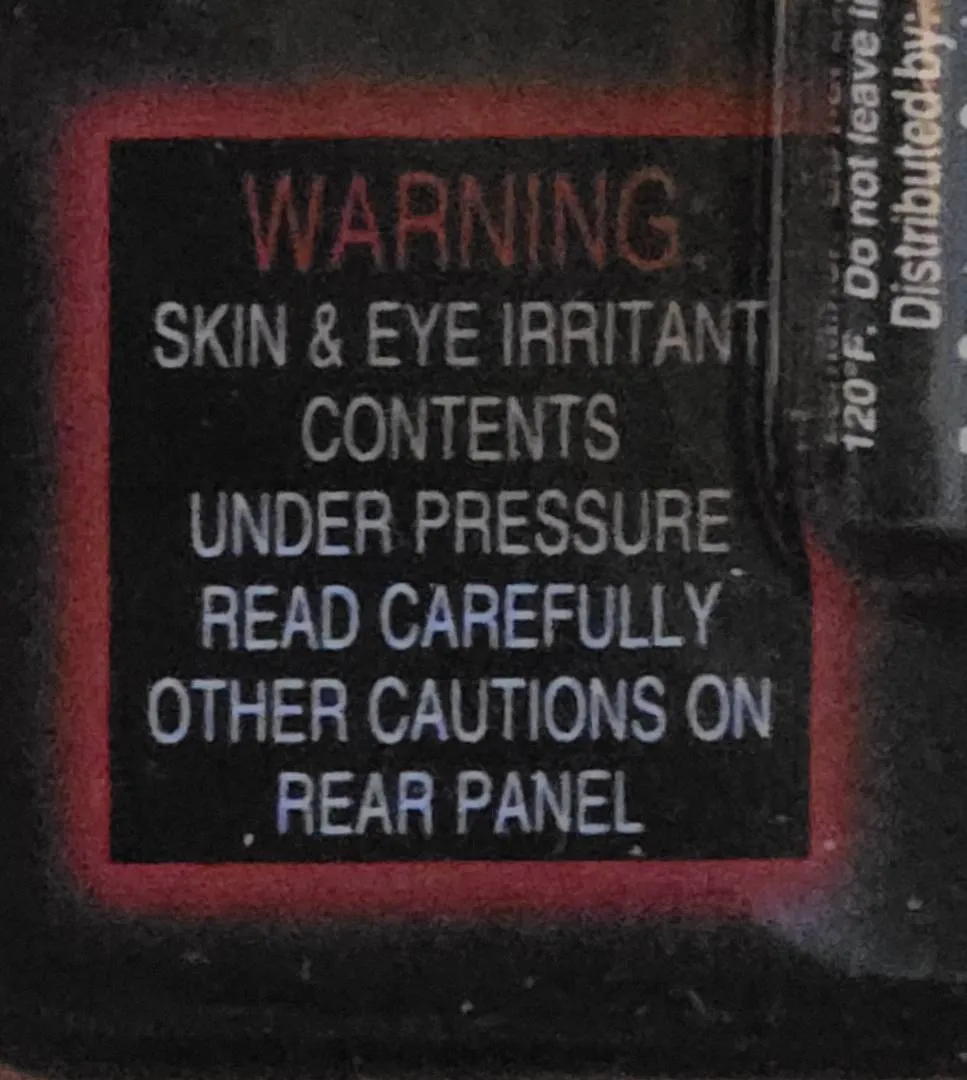 WARNING
SKIN & EYE IRRITANT
CONTENTS
UNDER PRESSURE
READ CAREFULLY
OTHER CAUTIONS ON
REAR PANEL
120°F. Do not leave
Distributed by